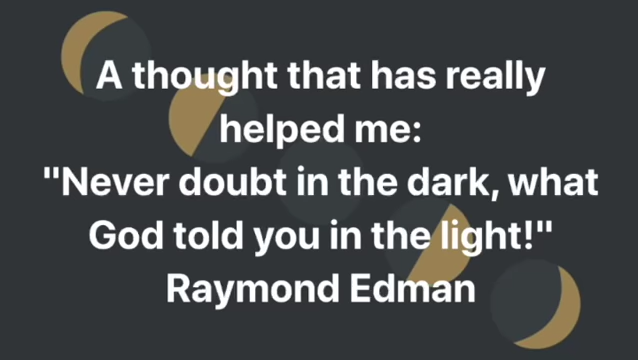 A thought that has really
helped me:
"Never doubt in the dark, what
God told you in the light!"
Raymond Edman